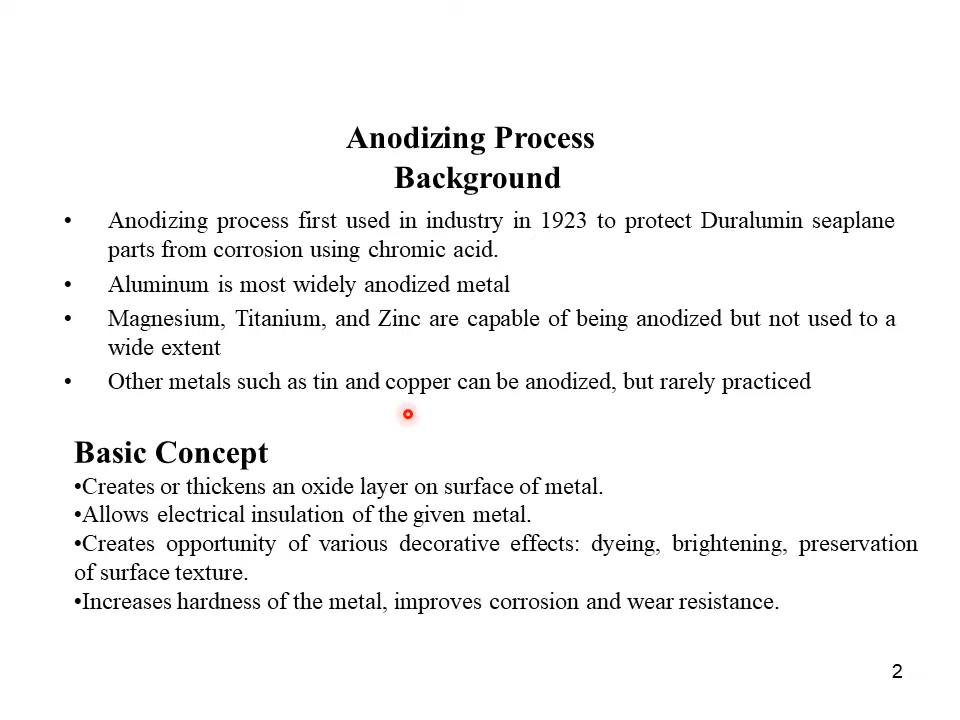 Anodizing Process
Background
• Anodizing process first used in industry in 1923 to protect Duralumin seaplane
parts from corrosion using chromic acid.
• Aluminum is most widely anodized metal
• Magnesium, Titanium, and Zinc are capable of being anodized but not used to a
wide extent
• Other metals such as tin and copper can be anodized, but rarely practiced
Basic Concept
•Creates or thickens an oxide layer on surface of metal.
•Allows electrical insulation of the given metal.
•Creates opportunity of various decorative effects: dyeing, brightening, preservation
of surface texture.
•Increases hardness of the metal, improves corrosion and wear resistance.
2